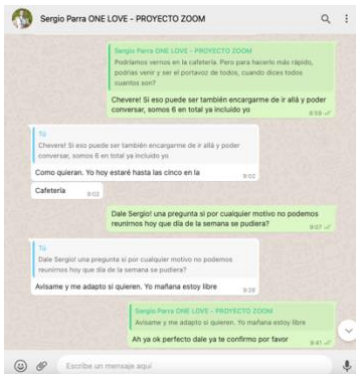 Sergio Parra ONE LOVE - PROYECTO ZOOM
Sergio Parra ONE LOVE - PROYECTO ZOOM
Podríamos vernos en la cafetería. Pero para hacerlo más rápido,
podrías venir y ser el portavoz de todos, cuando dices todos
cuantos son?
Chevere! Si eso puede ser también encargarme de ir allá y poder
conversar, somos 6 en total ya incluido yo
8:59
Tú
Chevere! Si eso puede ser también encargarme de ir allá y poder
conversar, somos 6 en total ya incluido yo
Como quieran. Yo hoy estaré hasta las cinco en la
9:02
Cafetería
9:02
Dale Sergio! una pregunta si por cualquier motivo no podemos
reunirnos hoy que día de la semana se pudiera?
9:07
Tú
Dale Sergio! una pregunta si por cualquier motivo no podemos
reunirnos hoy que día de la semana se pudiera?
Avísame y me adapto si quieren. Yo mañana estoy libre
9:26
Sergio Parra ONE LOVE - PROYECTO ZOOM
Avísame y me adapto si quieren. Yo mañana estoy libre
Ah ya ok perfecto dale ya te confirmo por favor
9:41
Escribe un mensaje aquí